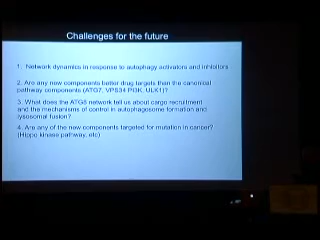 Challenges for the future
1. Network dynamics in response to autophagy activators and inhibitors
2. Are any new components better drug targets than the canonical
pathway components (ATG7, VPS34 PI3K, ULK1)?
3. What does the ATG8 network tell us about cargo recruitment
and the mechanisms of control in autophagosome formation and
lysosomal fusion?
4. Are any of the new components targeted for mutation in cancer?
(Hippo kinase pathway, etc)